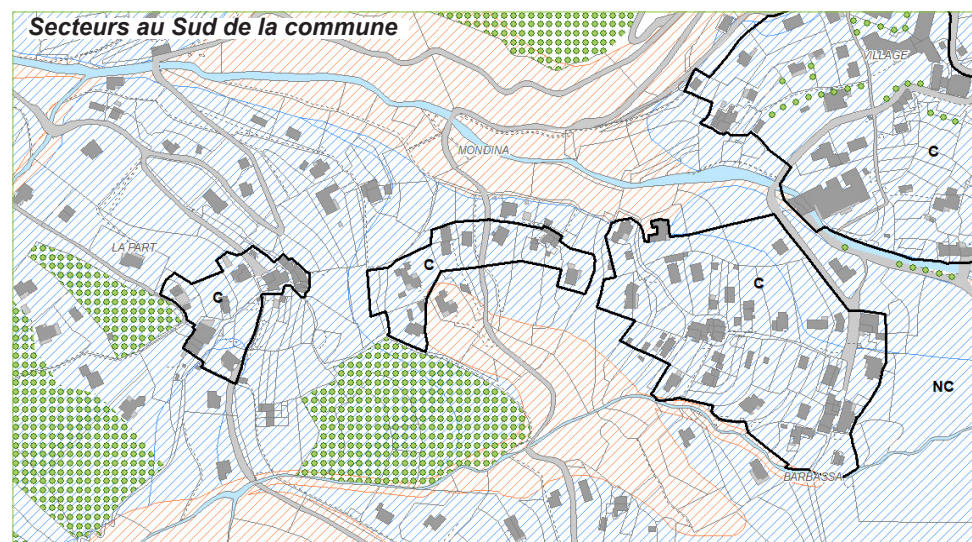 Secteurs au Sud de la commune
VILLAGE
MONDINA
C
LA PART
C
C
C
NC
BARBASSA